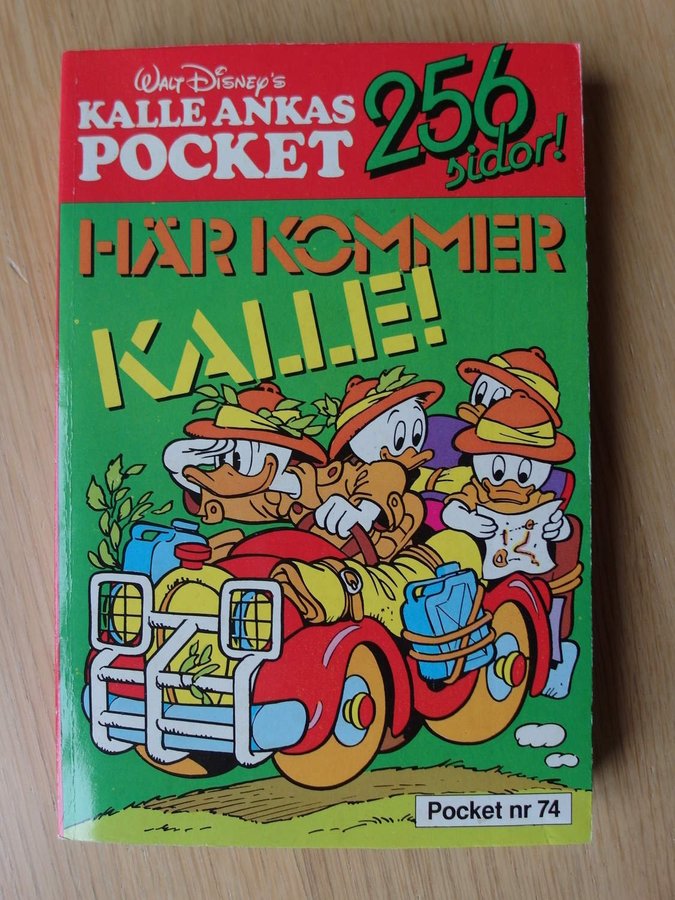 WALT DISNEY'S
KALLE ANKAS
POCKET
256
sidor!
HÄR KOMMER
KALLE!
Pocket nr 74